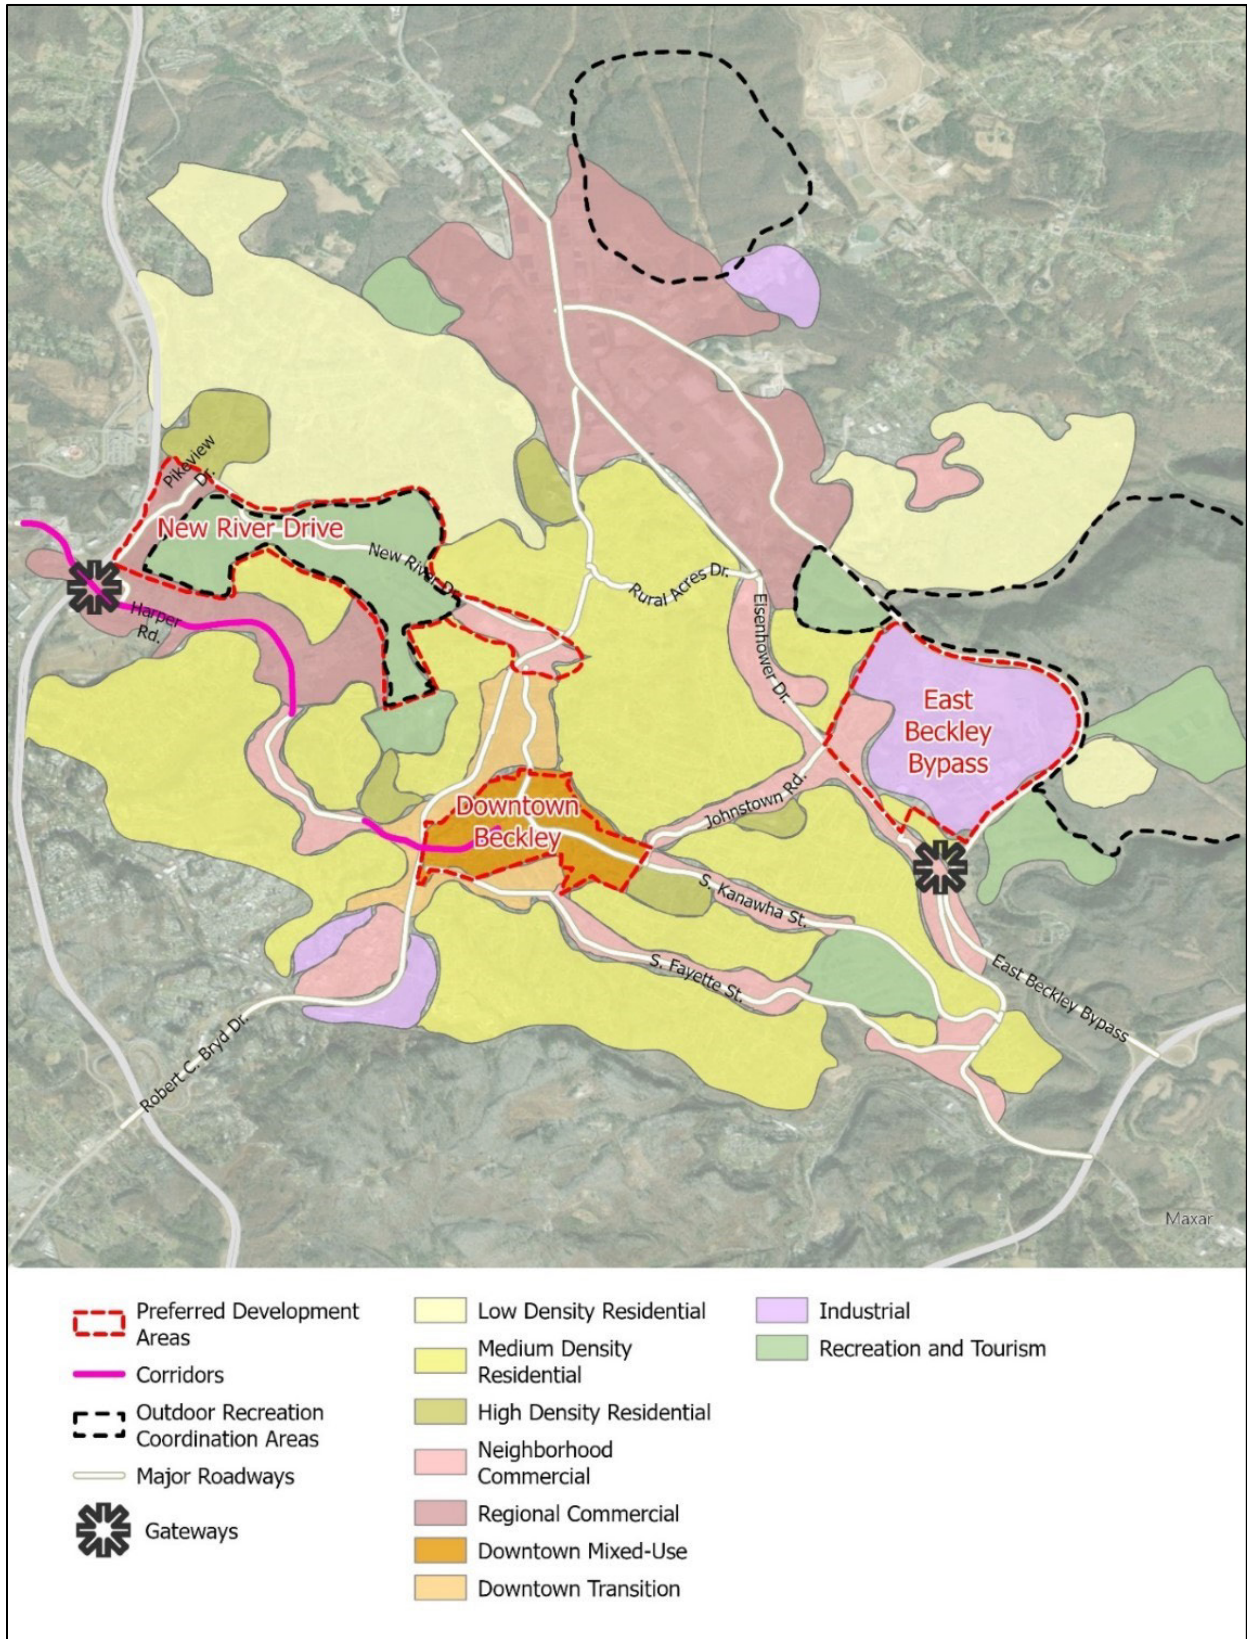 Pikeview
Dr.
New River Drive
New River Dr.
Rural Acres Dr.
Harper
Rd.
Eisenhower Dr.
East
Beckley
Bypass
Downtown
Beckley
Johnstown Rd.
S. Kanawha St.
S. Fayette St.
East Beckley Bypass
Robert C. Bryd Dr.
Maxar
Preferred Development
Areas
Corridors
Outdoor Recreation
Coordination Areas
Major Roadways
Gateways
Low Density Residential
Medium Density
Residential
High Density Residential
Neighborhood
Commercial
Regional Commercial
Downtown Mixed-Use
Downtown Transition
Industrial
Recreation and Tourism